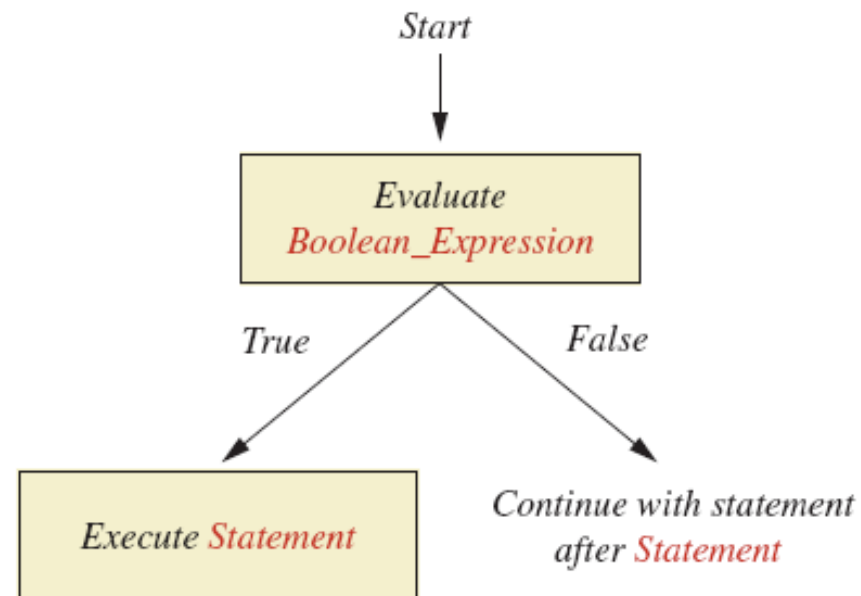 Start
Evaluate
Boolean_Expression
True
False
Execute Statement
Continue with statement
after Statement